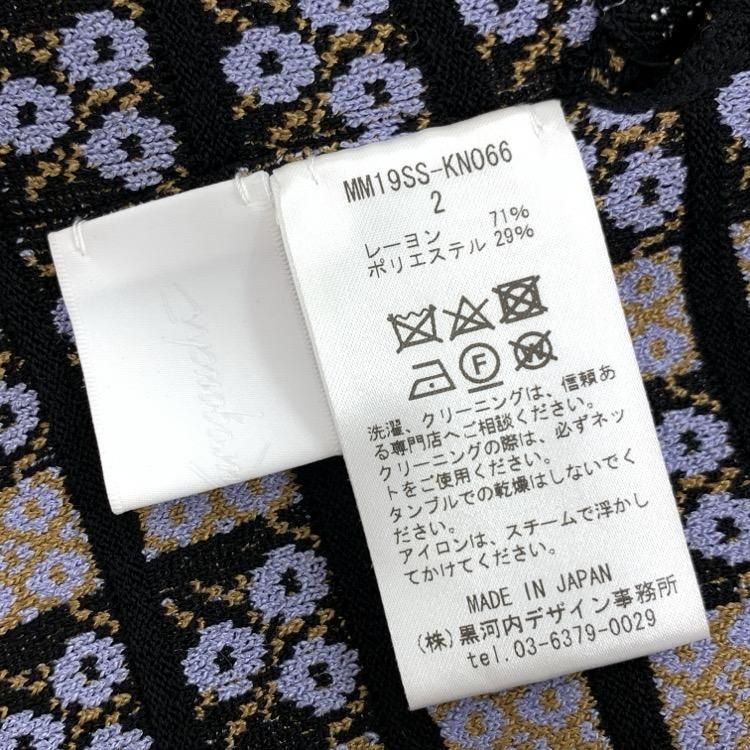 MM19SS-KN066
2
レーヨン 71%
ポリエステル 29%
F
W
洗濯、クリーニングは、信頼あ
る専門店へご相談ください。
クリーニングの際は、必ずネッ
トをご使用ください。
タンブルでの乾燥はしないでく
ださい。
アイロンは、スチームで浮かし
てかけてください。
MADE IN JAPAN
(株)黒河内デザイン事務所
tel.03-6379-0029